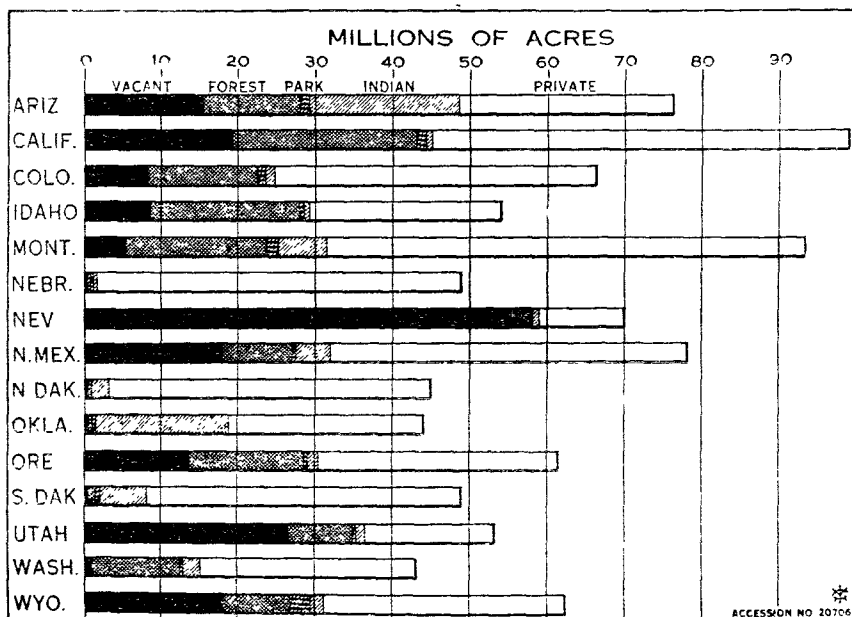 MILLIONS OF ACRES
0 10 20 30 40 50 60 70 80 90
VACANT FOREST PARK INDIAN PRIVATE
ARIZ
CALIF.
COLO.
IDAHO
MONT.
NEBR.
NEV
N.MEX.
N DAK.
OKLA.
ORE
S. DAK
UTAH
WASH.
WYO.
ACCESSION NO 20706